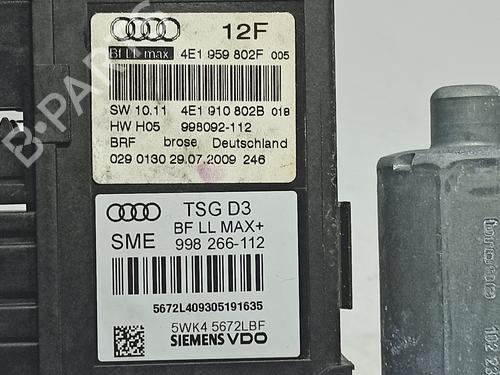 12F
Bf LL max 4E1 959 802F 005
SW 10.11 4E1 910 802B 018
HW H05 998092-112
BRF brose, Deutschland
029 0130 29.07.2009 246
TSG D3
BF LL MAX+
SME 998 266-112
5672L409305191635
5WK4 5672LBF
SIEMENS VDO
B-PARTS